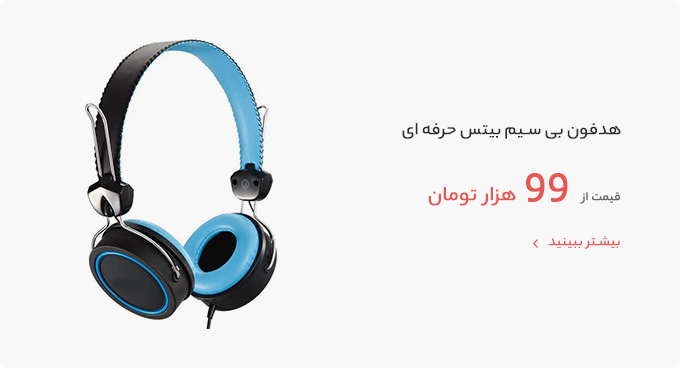 هدفون بی سیم بیتس حرفه ای
قیمت از 99 هزار تومان
بیشتر ببینید